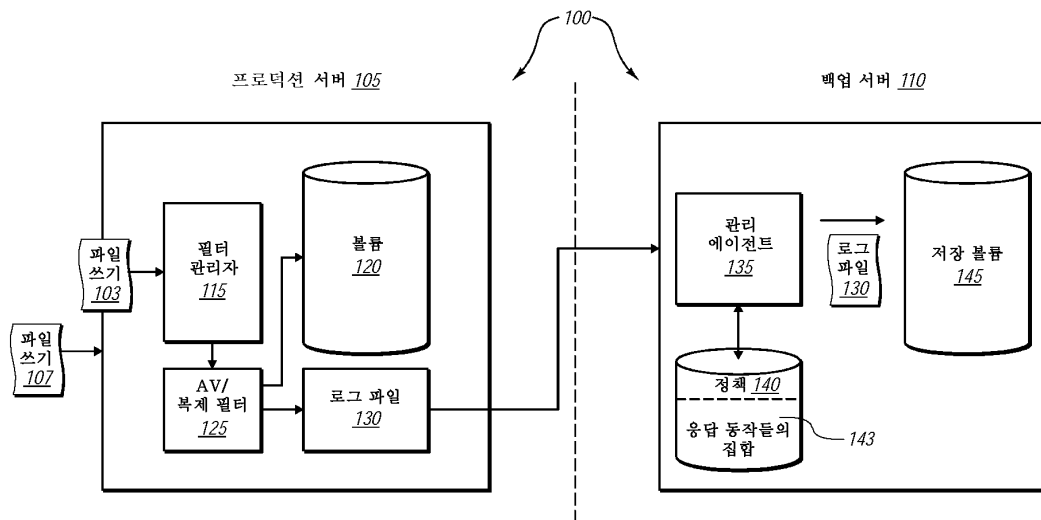 100
프로덕션 서버 105
백업 서버 110
파일
쓰기
103
파일
쓰기
107
필터
관리자
115
볼륨
120
AV/
복제 필터
125
로그 파일
130
관리
에이전트
135
로그
파일
130
저장 볼륨
145
정책 140
응답 동작들의
집합
143